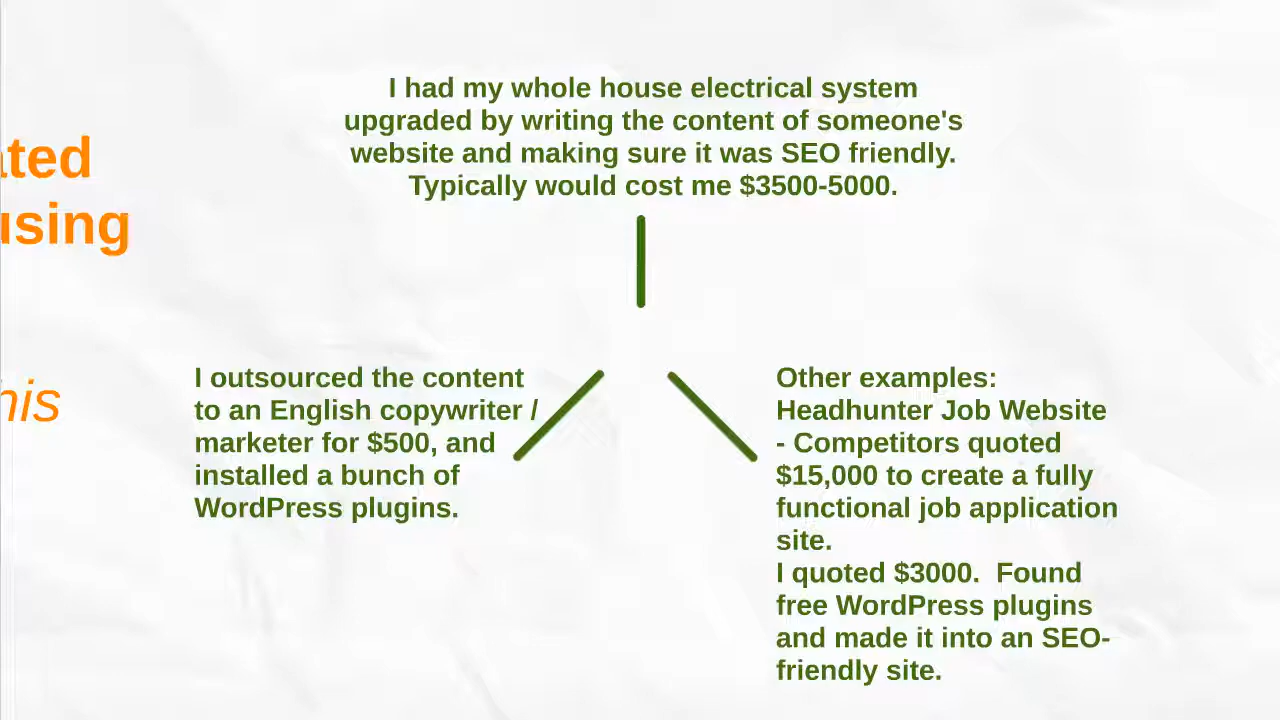 I had my whole house electrical system
upgraded by writing the content of someone's
website and making sure it was SEO friendly.
Typically would cost me $3500-5000.
using
I outsourced the content
to an English copywriter /
marketer for $500, and
installed a bunch of
WordPress plugins.
Other examples:
Headhunter Job Website
- Competitors quoted
$15,000 to create a fully
functional job application
site.
I quoted $3000.  Found
free WordPress plugins
and made it into an SEO-
friendly site.